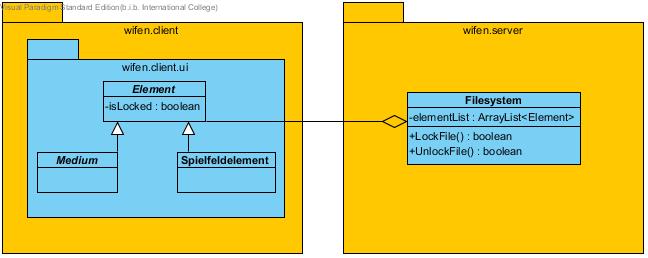 Visual Paradigm Standard Edition(b.i.b. International College)
wifen.client
wifen.server
wifen.client.ui
Element
-isLocked : boolean
Medium
Spielfeldelement
Filesystem
-elementList : ArrayList<Element>
+LockFile() : boolean
+UnlockFile() : boolean